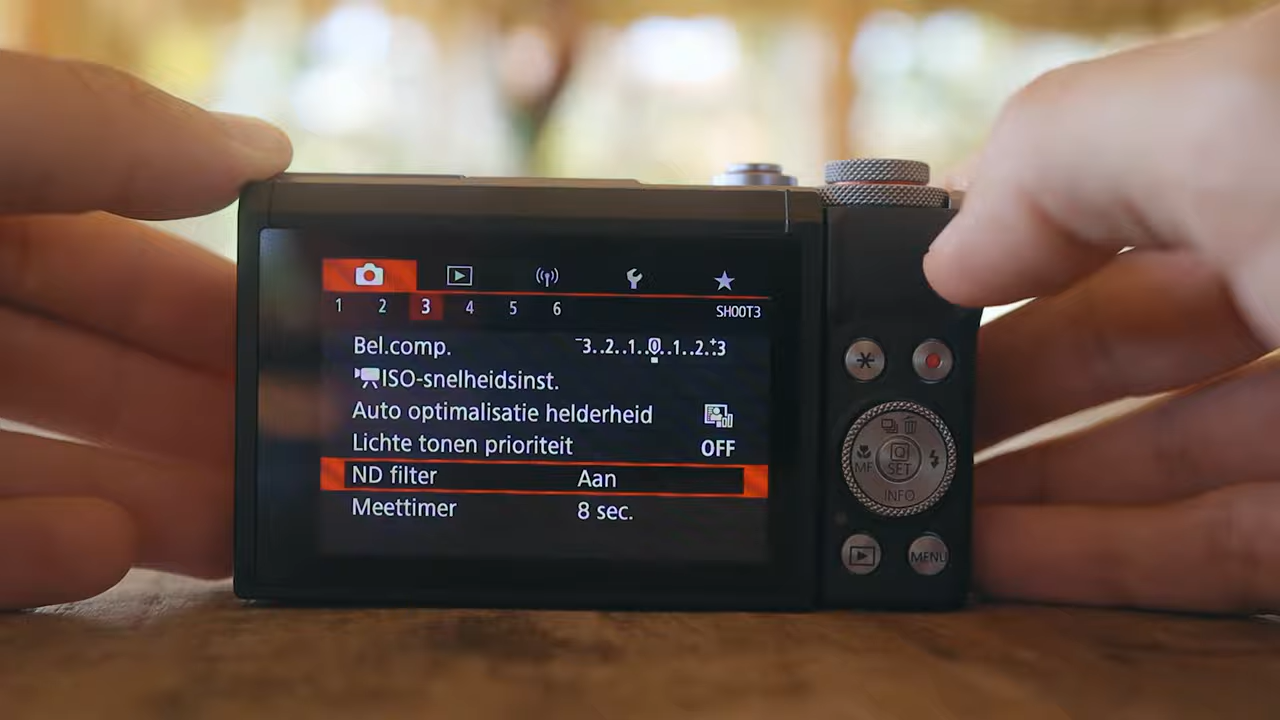 1 2 3 4 5 6 SHOOT3
Bel.comp. -3..2..1..0..1..2.+3
ISO-snelheidsinst.
Auto optimalisatie helderheid
Lichte tonen prioriteit OFF
ND filter Aan
Meettimer 8 sec.
MF SET
INFO
MENU